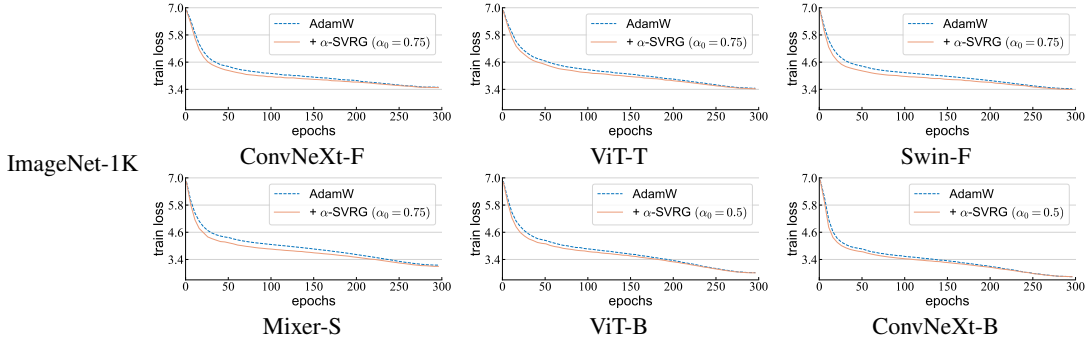 ImageNet-1K
7.0
5.8
4.6
3.4
train loss
AdamW
+ α-SVRG (α₀ = 0.75)
0 50 100 150 200 250 300
epochs
ConvNeXt-F
7.0
5.8
4.6
3.4
train loss
AdamW
+ α-SVRG (α₀ = 0.75)
0 50 100 150 200 250 300
epochs
ViT-T
7.0
5.8
4.6
3.4
train loss
AdamW
+ α-SVRG (α₀ = 0.75)
0 50 100 150 200 250 300
epochs
Swin-F
7.0
5.8
4.6
3.4
train loss
AdamW
+ α-SVRG (α₀ = 0.75)
0 50 100 150 200 250 300
epochs
Mixer-S
7.0
5.8
4.6
3.4
train loss
AdamW
+ α-SVRG (α₀ = 0.5)
0 50 100 150 200 250 300
epochs
ViT-B
7.0
5.8
4.6
3.4
train loss
AdamW
+ α-SVRG (α₀ = 0.5)
0 50 100 150 200 250 300
epochs
ConvNeXt-B